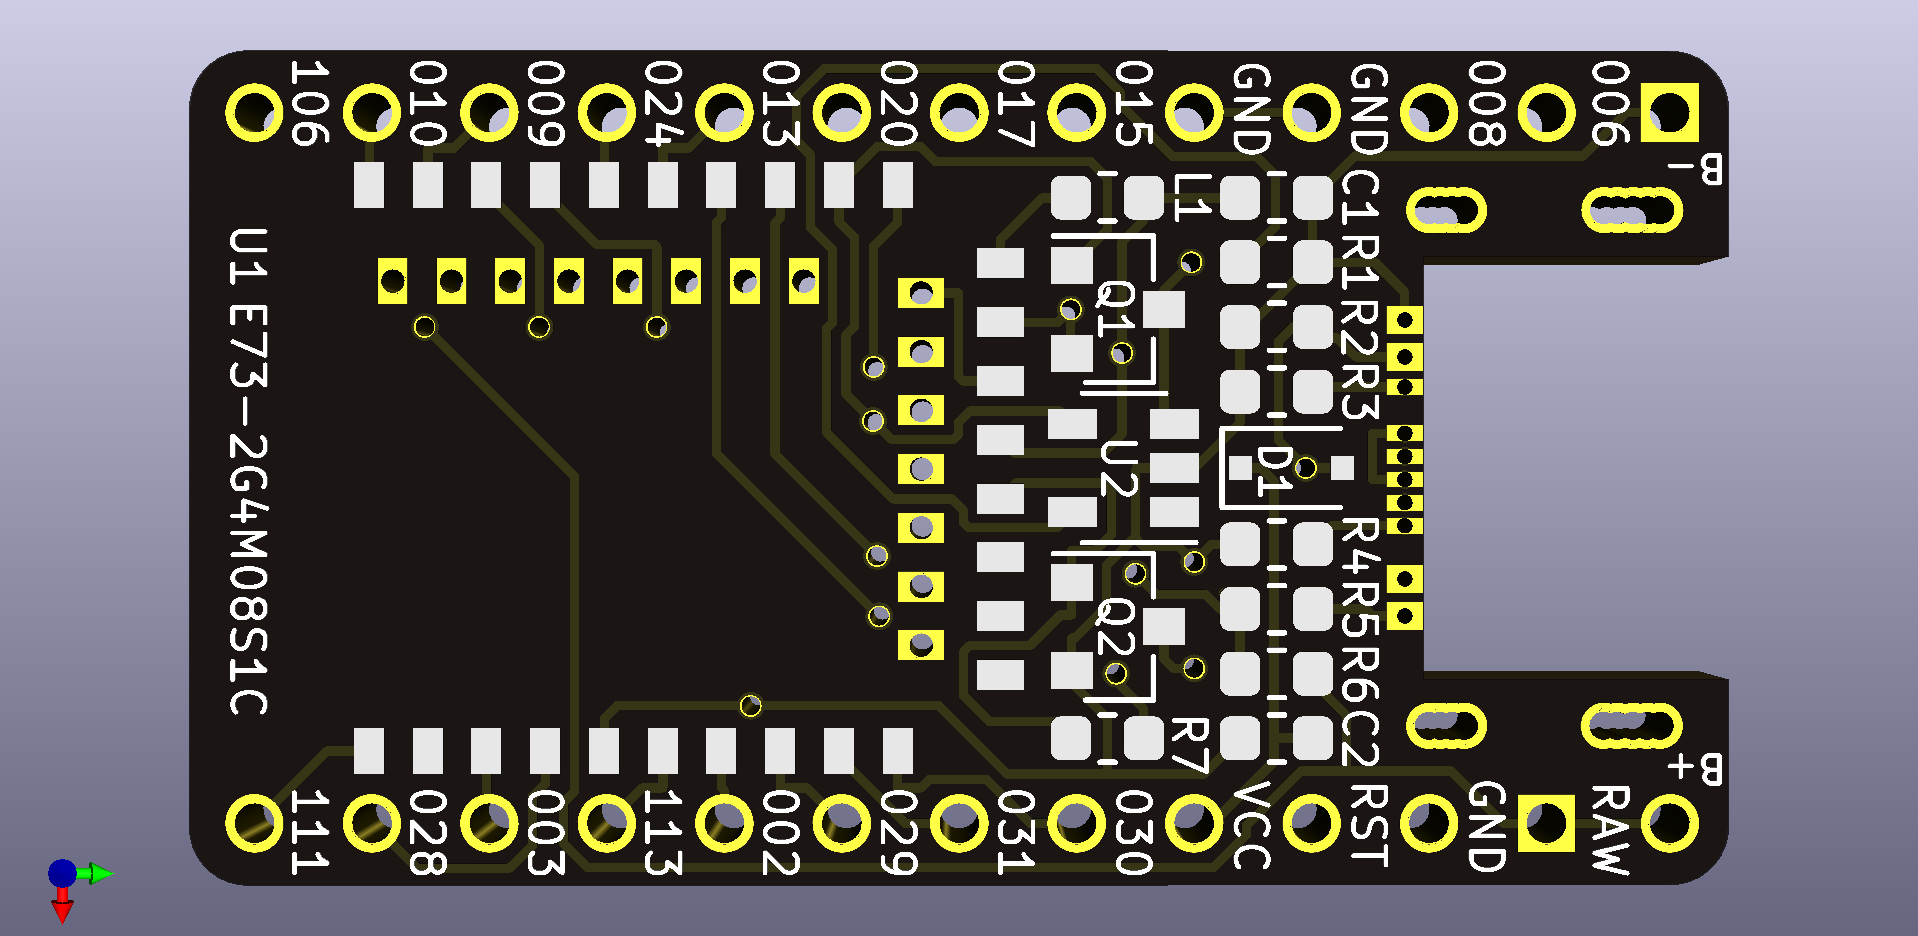 106
010
009
024
013
020
017
015
GND
GND
008
006
B-
U1 E73-2G4M08S1C
L1
C1
R1
R2
R3
Q1
U2
D1
Q2
R4
R5
R6
C2
R7
B+
111
028
003
113
002
029
031
030
VCC
RST
GND
RAW